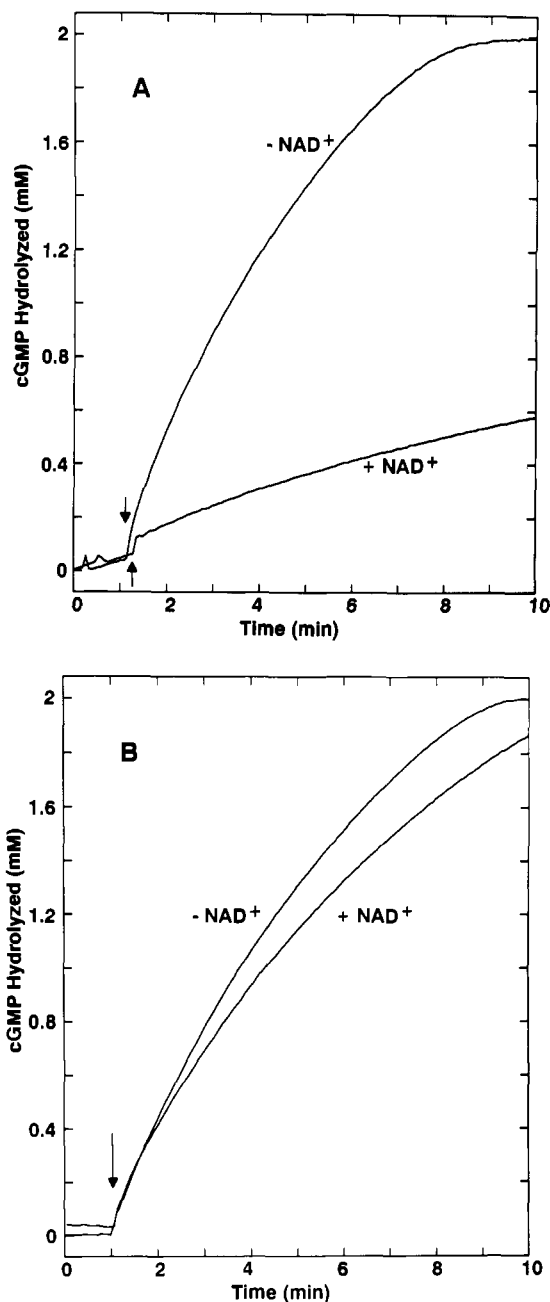 A
2
1.6
1.2
0.8
0.4
0
cGMP Hydrolyzed (mM)
- NAD+
+ NAD+
0 2 4 6 8 10
Time (min)
B
2
1.6
1.2
0.8
0.4
0
cGMP Hydrolyzed (mM)
- NAD+
+ NAD+
0 2 4 6 8 10
Time (min)